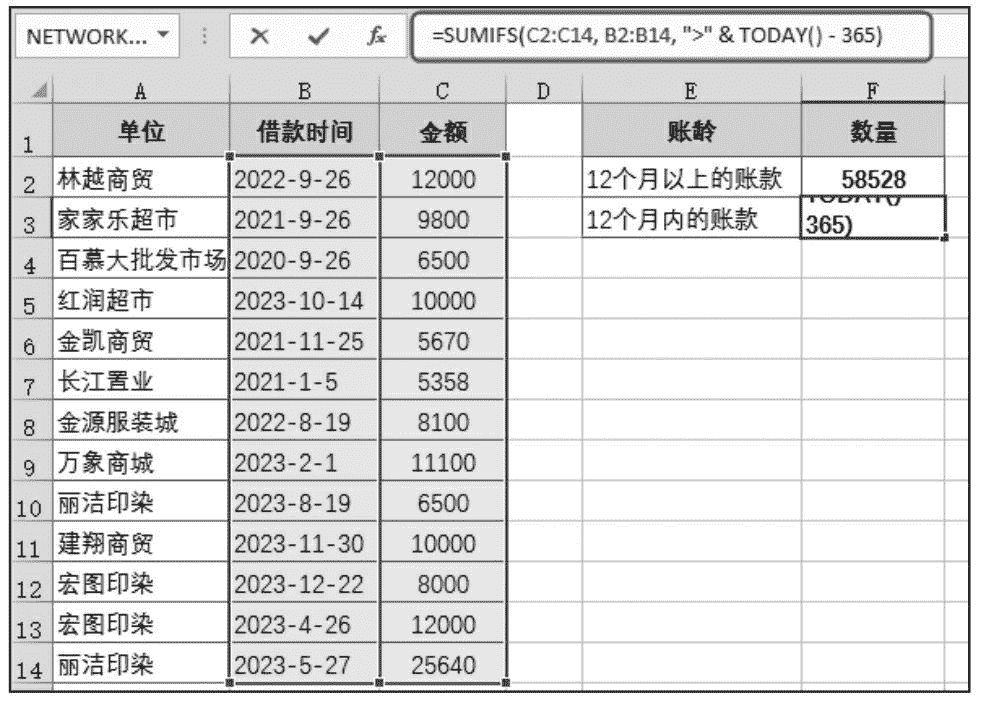 NETWORK... =SUMIFS(C2:C14, B2:B14, ">" & TODAY() - 365)
A B C D E F
1 单位 借款时间 金额 账龄 数量
2 林越商贸 2022-9-26 12000 12个月以上的账款 58528
3 家家乐超市 2021-9-26 9800 12个月内的账款 TODAY() 365)
4 百慕大批发市场 2020-9-26 6500
5 红润超市 2023-10-14 10000
6 金凯商贸 2021-11-25 5670
7 长江置业 2021-1-5 5358
8 金源服装城 2022-8-19 8100
9 万象商城 2023-2-1 11100
10 丽洁印染 2023-8-19 6500
11 建翔商贸 2023-11-30 10000
12 宏图印染 2023-12-22 8000
13 宏图印染 2023-4-26 12000
14 丽洁印染 2023-5-27 25640